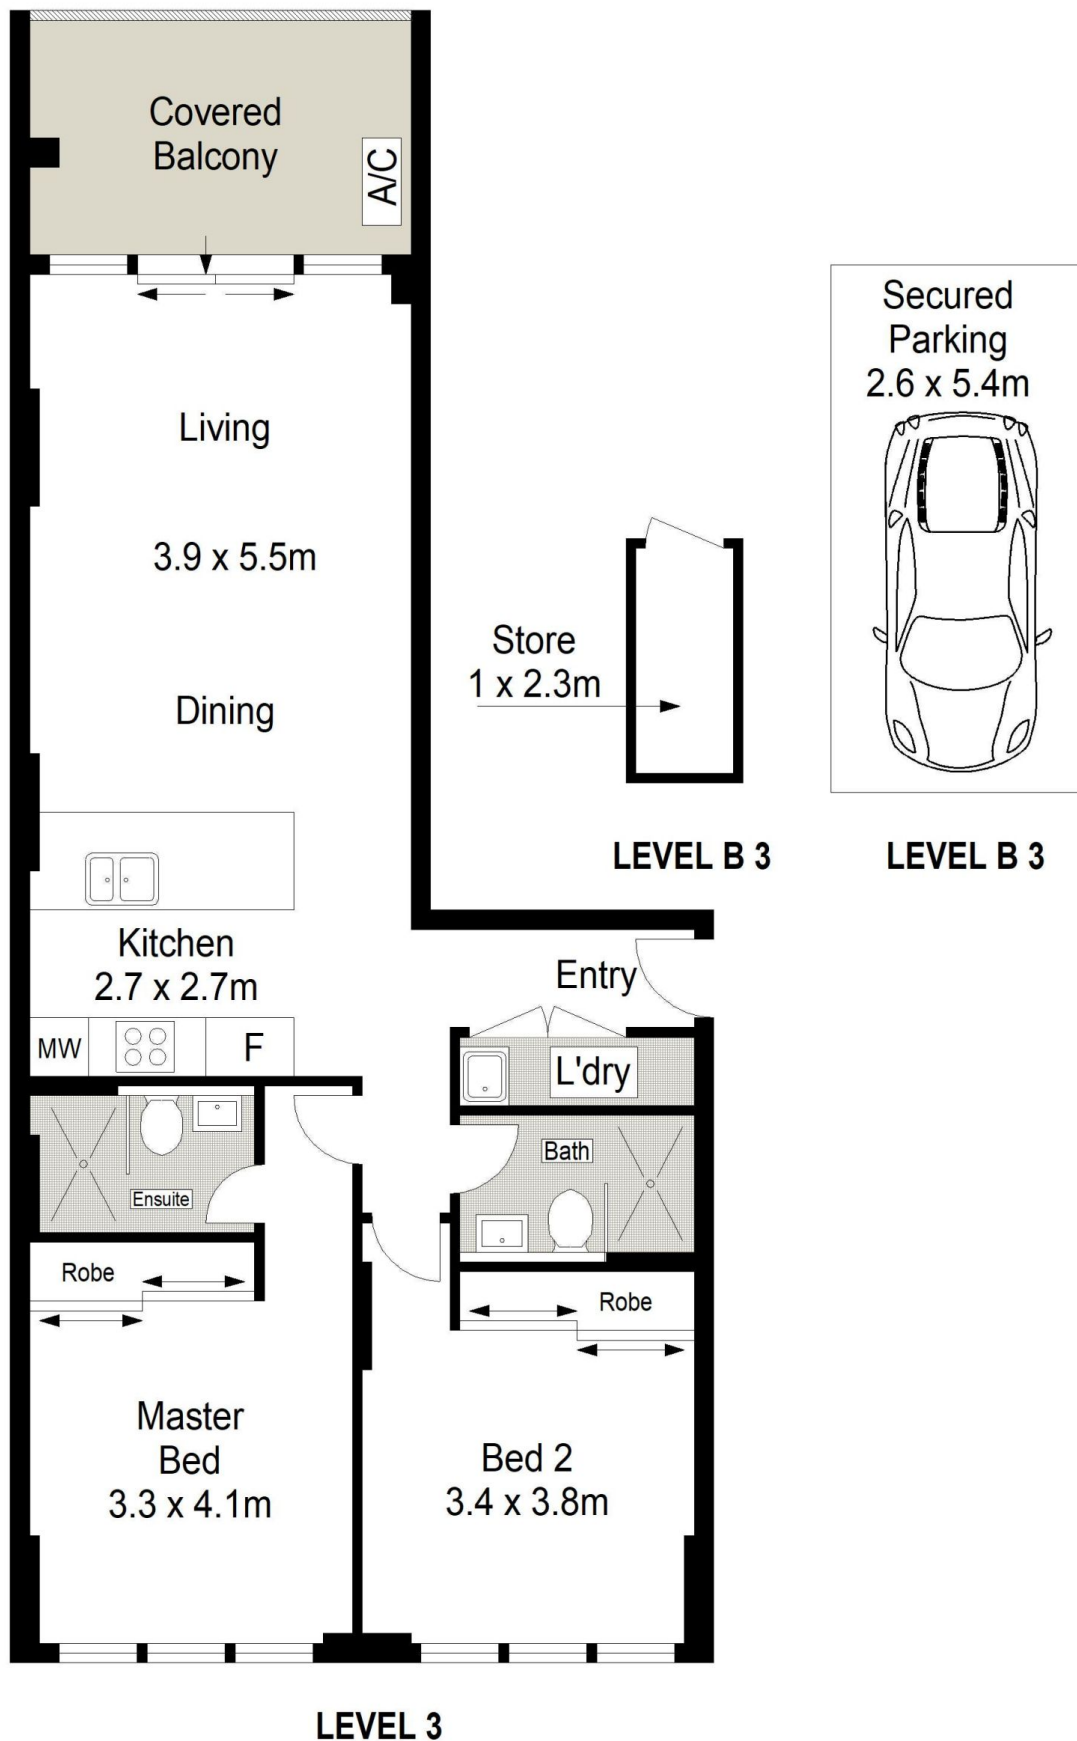 Covered
Balcony
A/C
Living
3.9 x 5.5m
Dining
Kitchen
2.7 x 2.7m
MW
F
Entry
L'dry
Bath
Ensuite
Robe
Robe
Master
Bed
3.3 x 4.1m
Bed 2
3.4 x 3.8m
LEVEL 3
Store
1 x 2.3m
LEVEL B 3
Secured
Parking
2.6 x 5.4m
LEVEL B 3